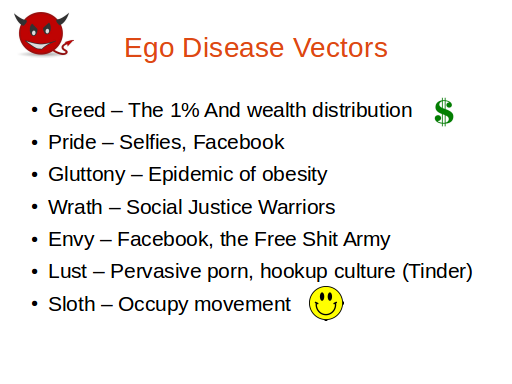 Ego Disease Vectors
• Greed – The 1% And wealth distribution $
• Pride – Selfies, Facebook
• Gluttony – Epidemic of obesity
• Wrath – Social Justice Warriors
• Envy – Facebook, the Free Shit Army
• Lust – Pervasive porn, hookup culture (Tinder)
• Sloth – Occupy movement